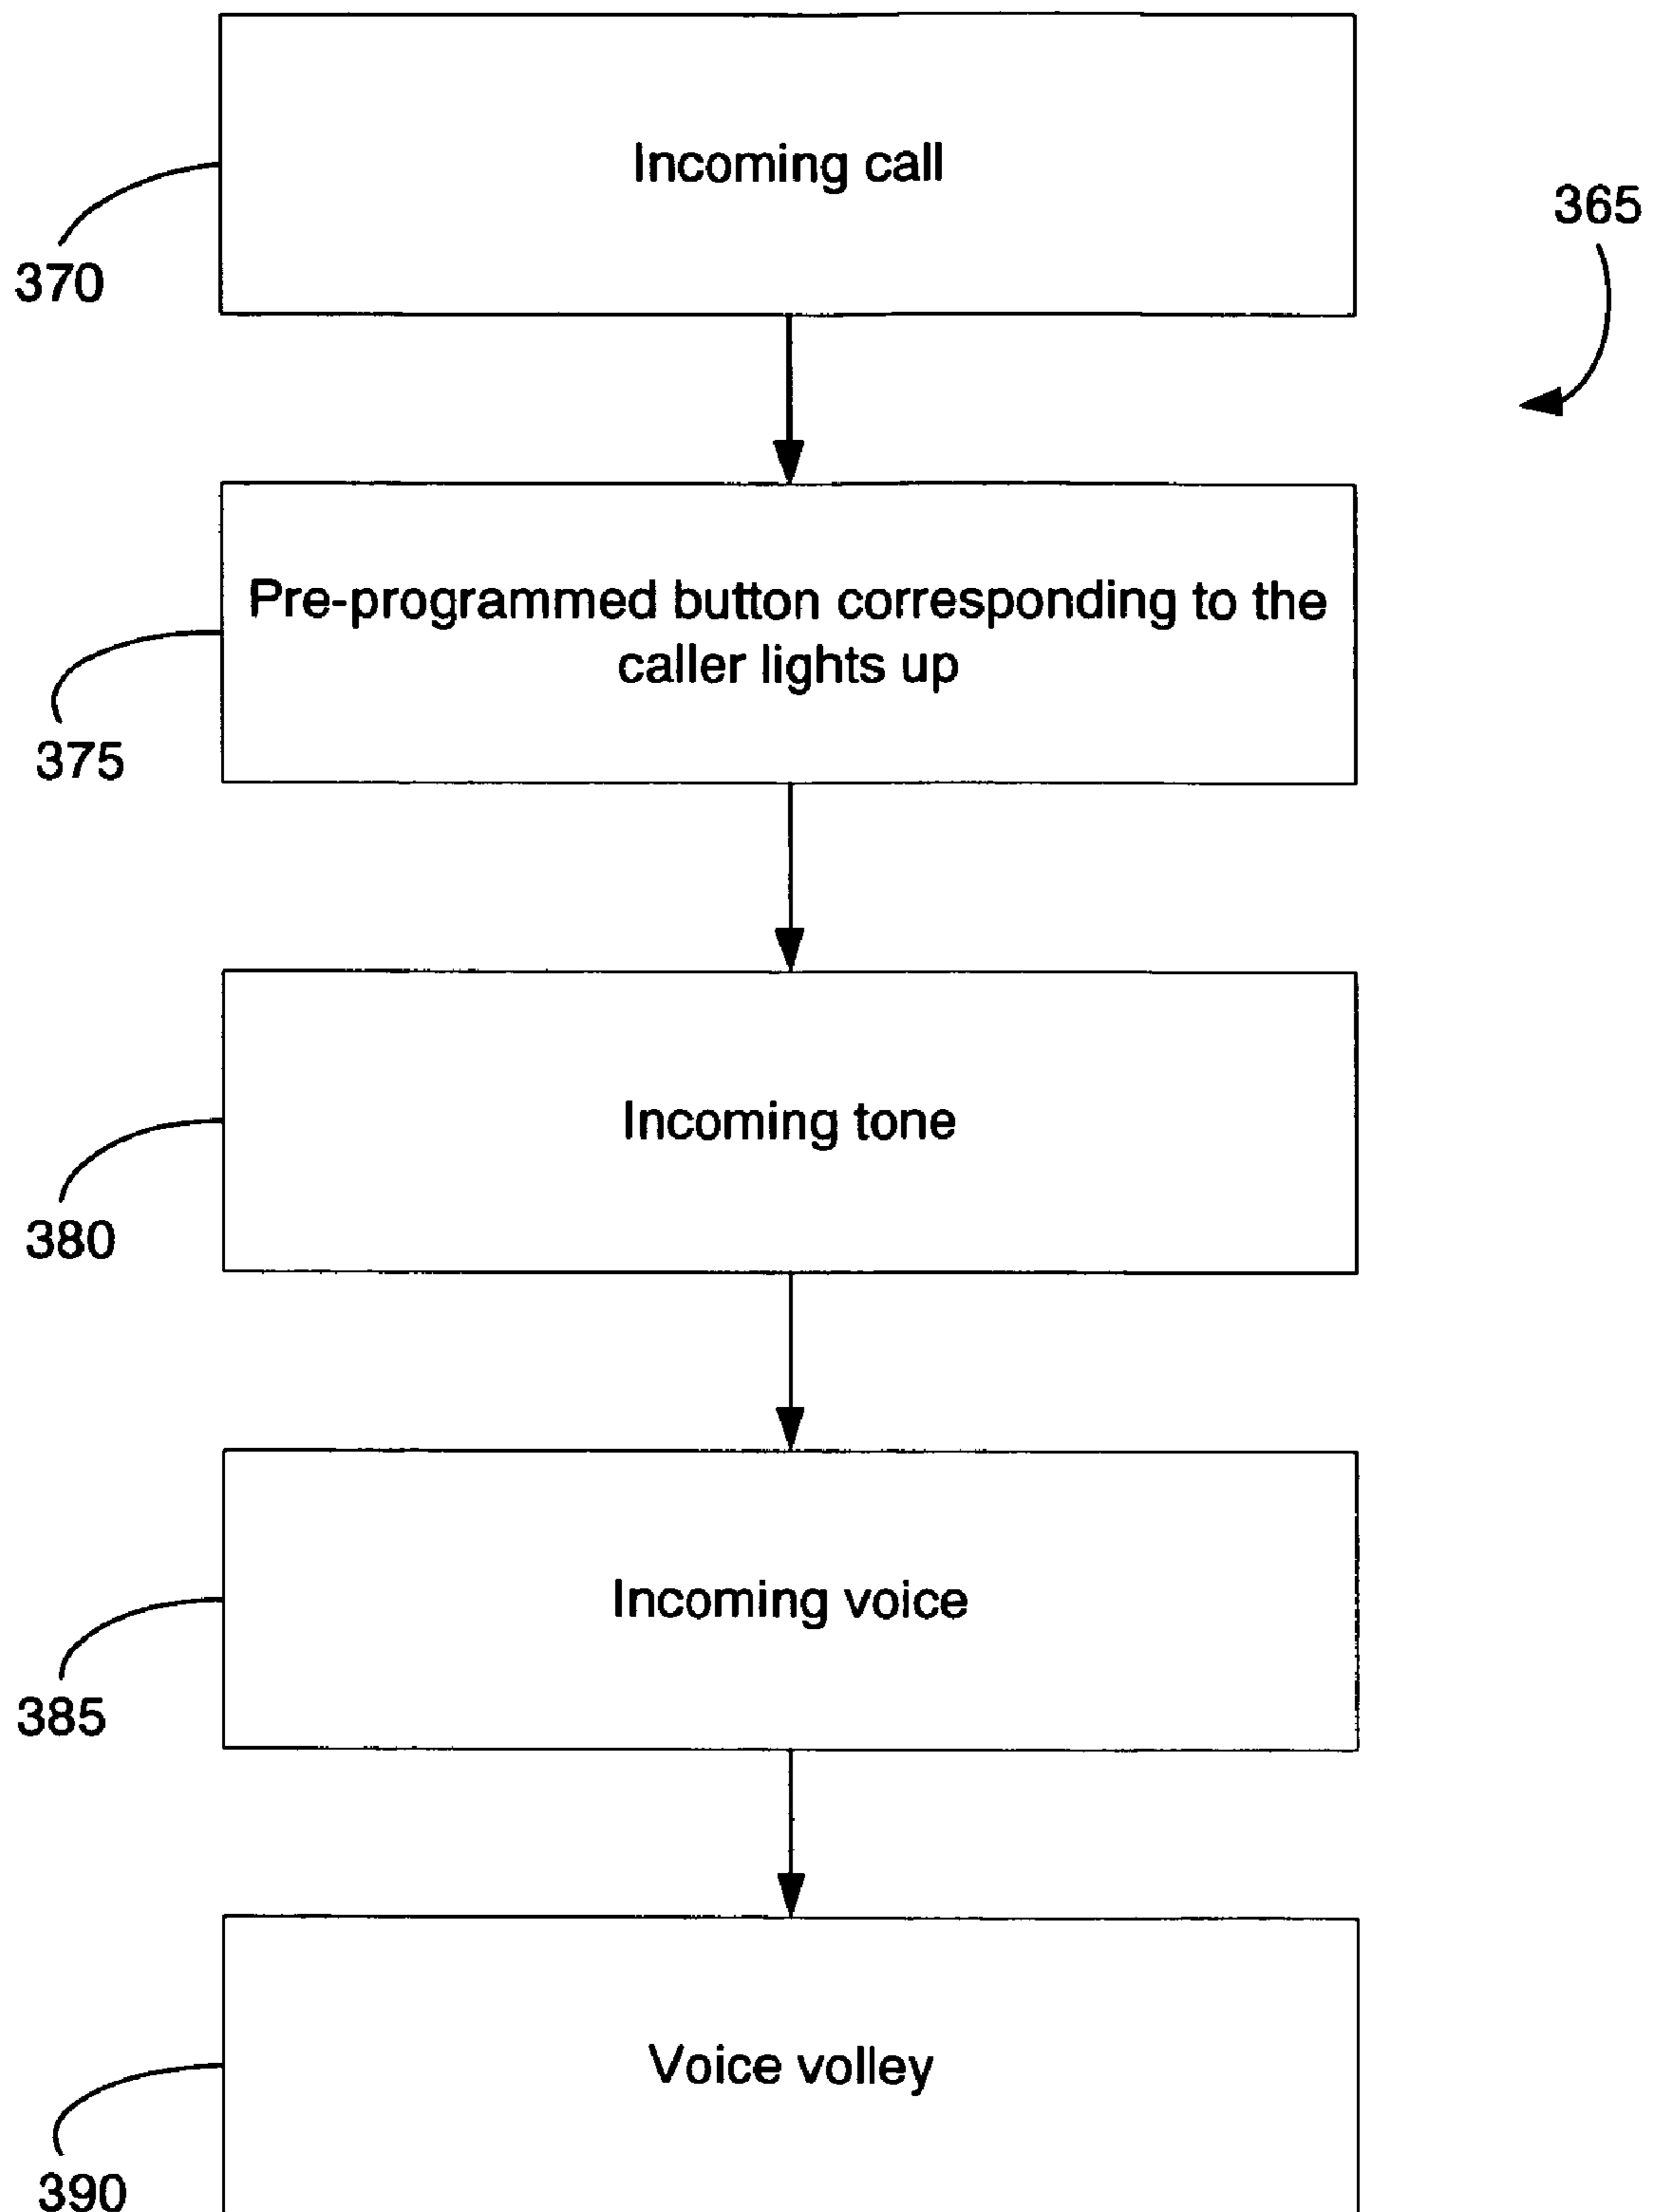 Incoming call
365
370
Pre-programmed button corresponding to the
caller lights up
375
Incoming tone
380
Incoming voice
385
Voice volley
390